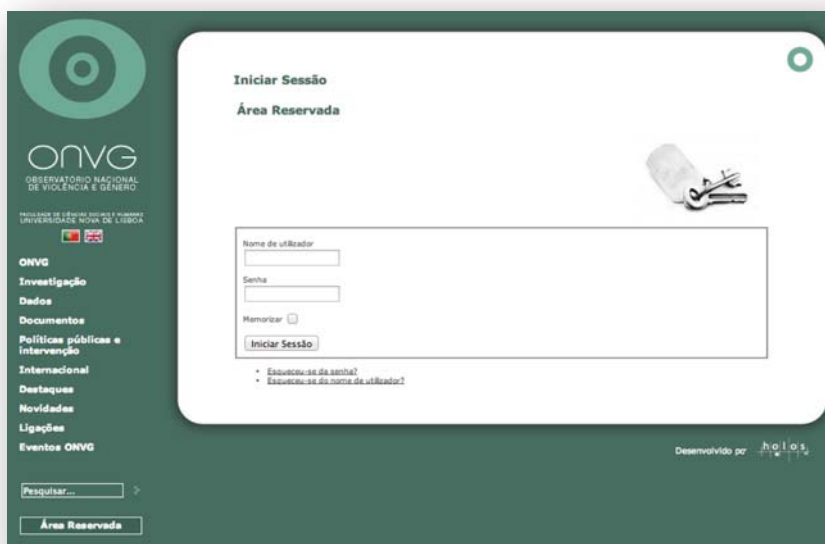 ONVG
OBSERVATÓRIO NACIONAL
DE VIOLÊNCIA E GÉNERO
FACULDADE DE CIÊNCIAS SOCIAIS E HUMANAS
UNIVERSIDADE NOVA DE LISBOA
ONVG
Investigação
Dados
Documentos
Políticas públicas e
intervenção
Internacional
Destaques
Novidades
Ligações
Eventos ONVG
Pesquisar...
Área Reservada
Iniciar Sessão
Área Reservada
Nome de utilizador
Senha
Memorizar
Iniciar Sessão
Esqueceu-se da senha?
Esqueceu-se do nome de utilizador?
Desenvolvido por
holos